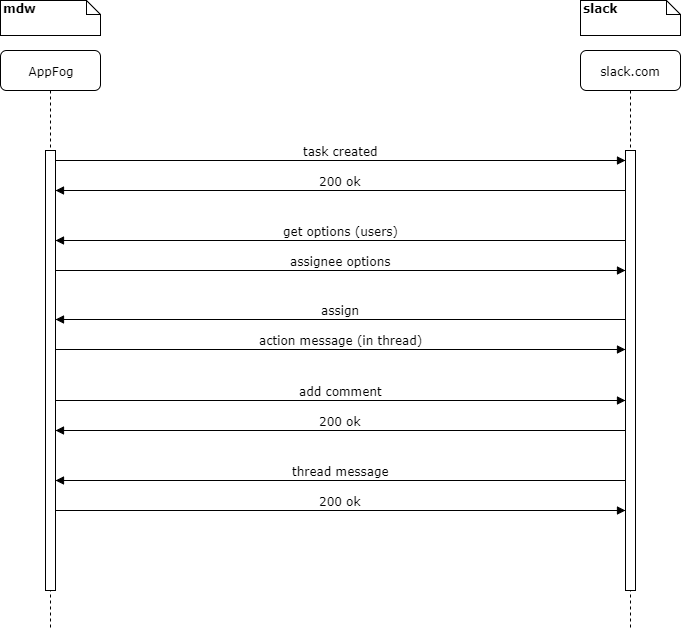 mdw
slack
AppFog
slack.com
task created
200 ok
get options (users)
assignee options
assign
action message (in thread)
add comment
200 ok
thread message
200 ok